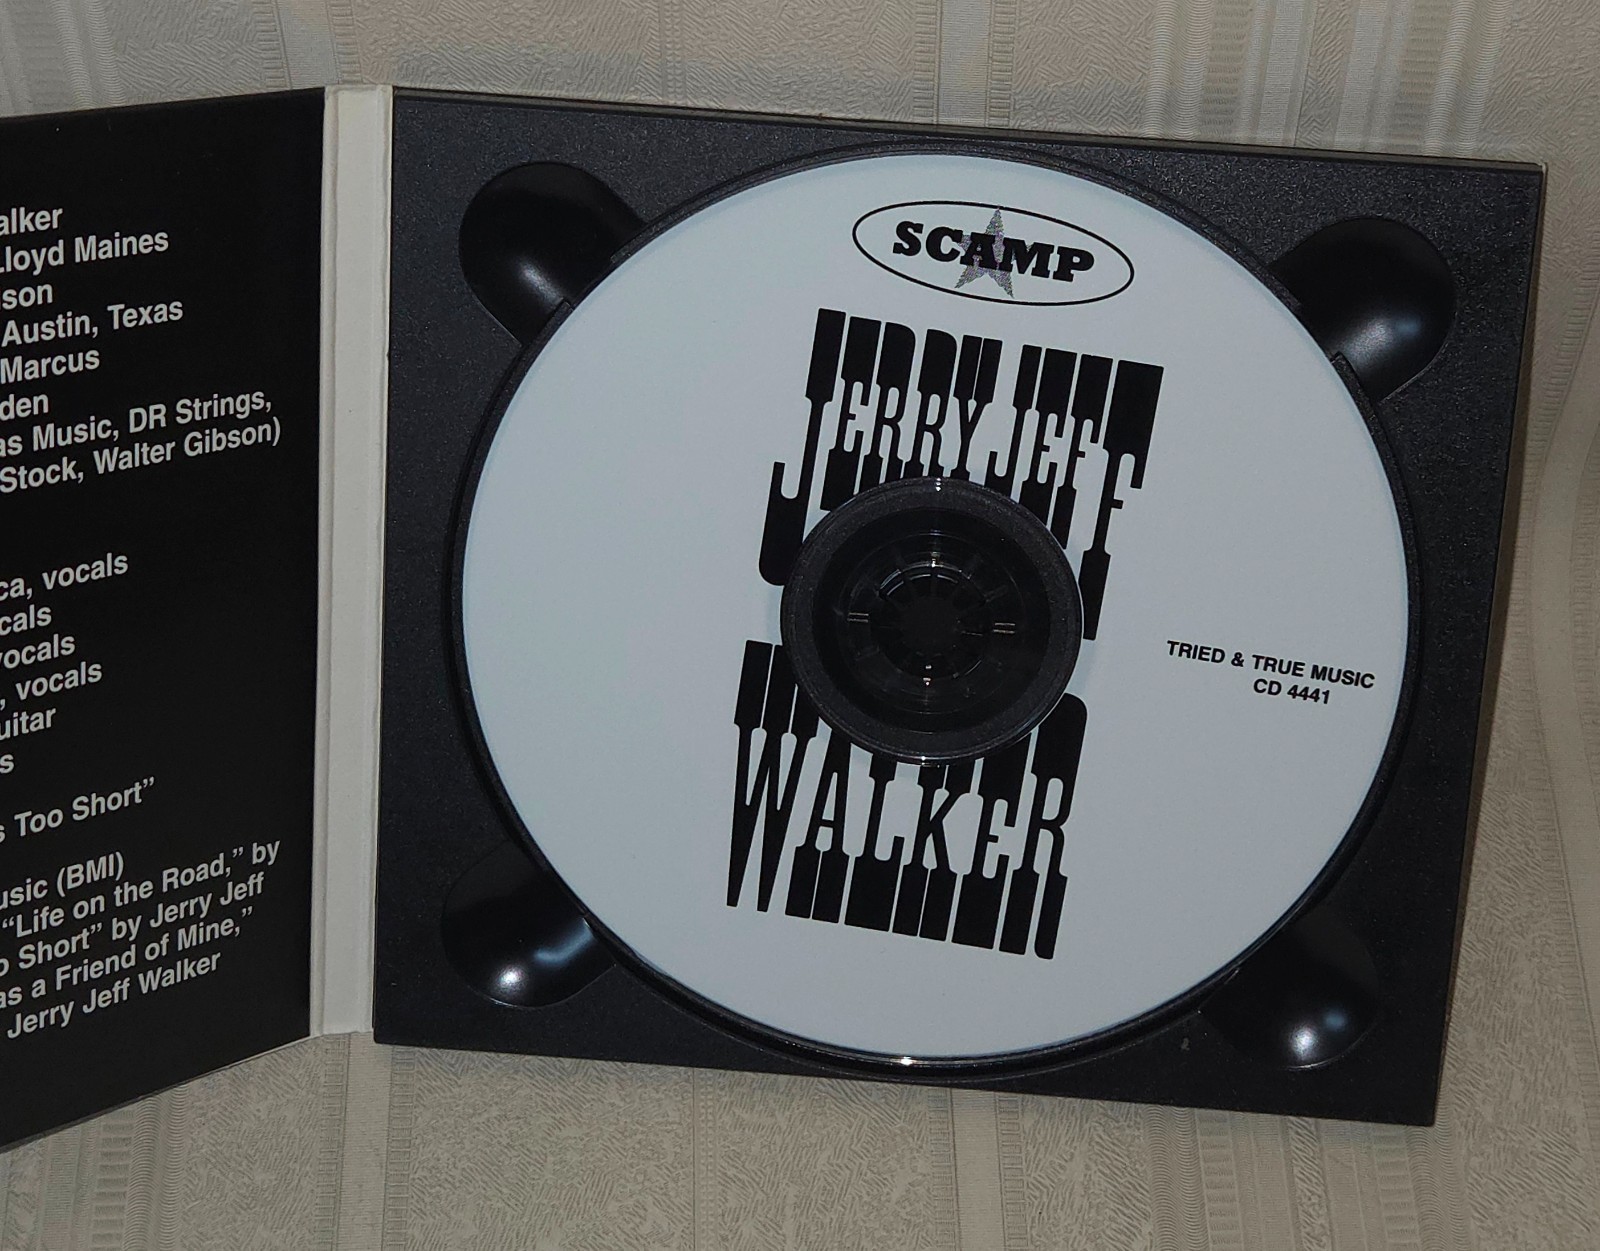 alker
Lloyd Maines
son
Austin, Texas
Marcus
den
as Music, DR Strings,
Stock, Walter Gibson)
ca, vocals
cals
vocals
, vocals
uitar
s
s Too Short”
usic (BMI)
“Life on the Road,” by
o Short” by Jerry Jeff
as a Friend of Mine,”
Jerry Jeff Walker
SCAMP
JERRY JEFF
WALKER
TRIED & TRUE MUSIC
CD 4441